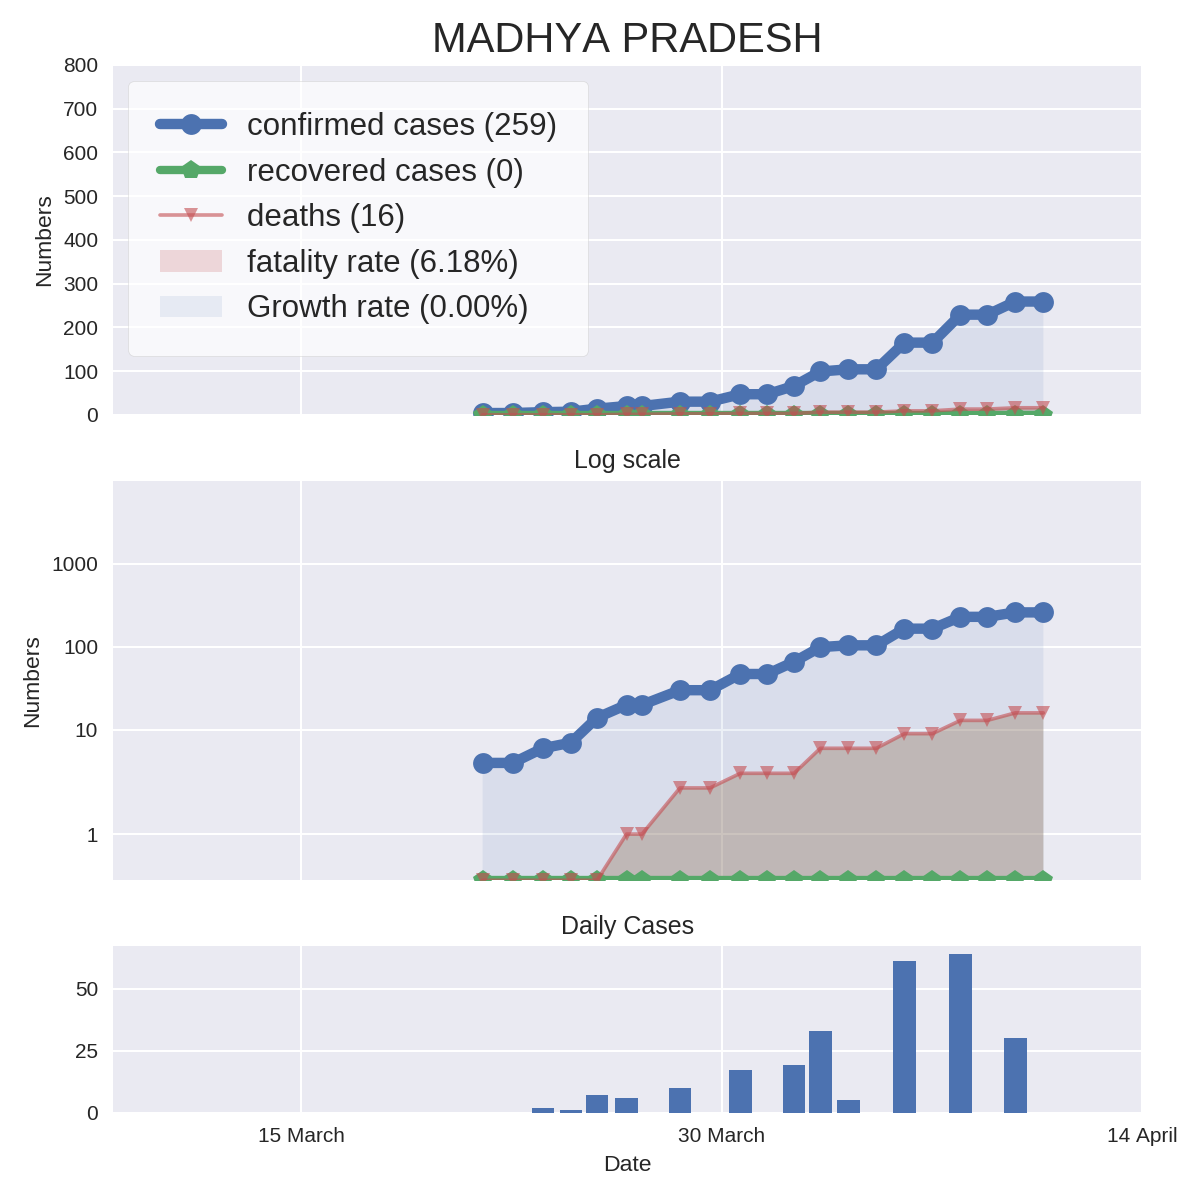 MADHYA PRADESH
800
700
600
500
400
300
200
100
0
Numbers
confirmed cases (259)
recovered cases (0)
deaths (16)
fatality rate (6.18%)
Growth rate (0.00%)
Log scale
1000
100
10
1
Numbers
Daily Cases
50
25
0
15 March
30 March
14 April
Date